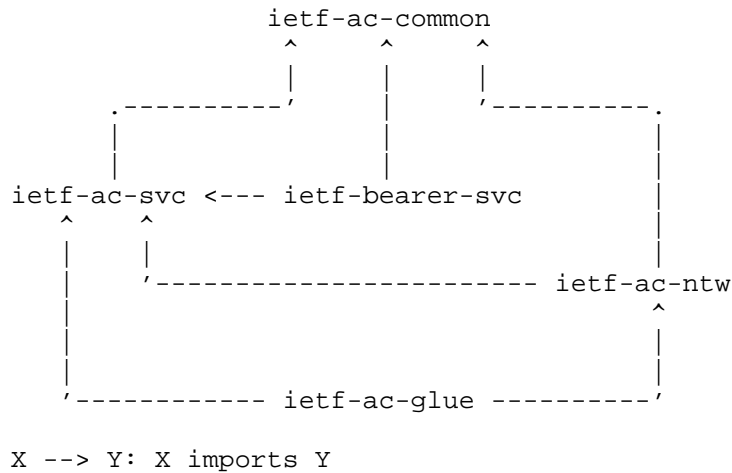 ietf-ac-common
ietf-ac-svc <--- ietf-bearer-svc
ietf-ac-ntw
ietf-ac-glue
X --> Y: X imports Y